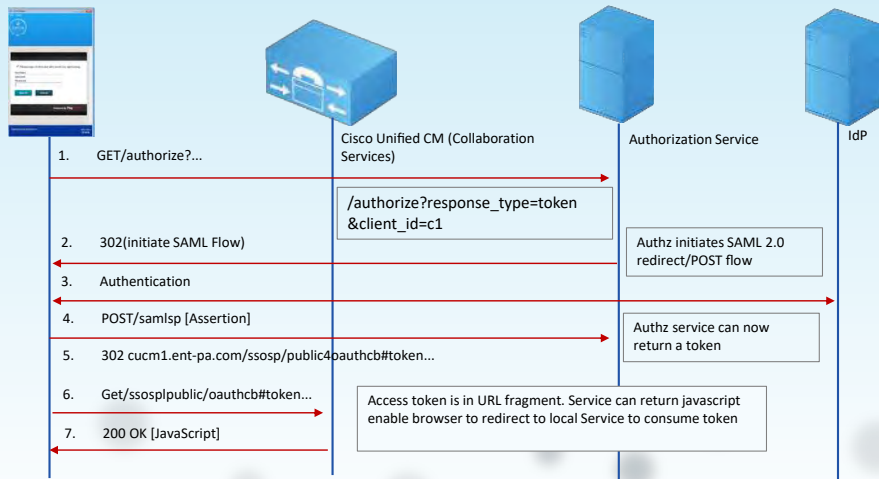 Cisco Unified CM (Collaboration
Services)
Authorization Service
IdP
1. GET/authorize?...
/authorize?response_type=token
&client_id=c1
2. 302(initiate SAML Flow)
Authz initiates SAML 2.0
redirect/POST flow
3. Authentication
4. POST/samlsp [Assertion]
Authz service can now
return a token
5. 302 cucm1.ent-pa.com/ssosp/public4oauthcb#token...
6. Get/ssosplpublic/oauthcb#token...
Access token is in URL fragment. Service can return javascript
enable browser to redirect to local Service to consume token
7. 200 OK [JavaScript]